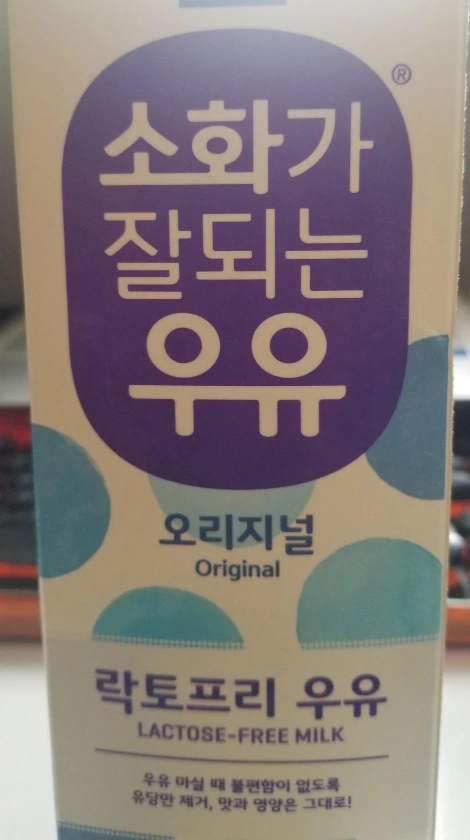 소화가
잘되는
우유
®
오리지널
Original
락토프리 우유
LACTOSE-FREE MILK
우유 마실 때 불편함이 없도록
유당만 제거, 맛과 영양은 그대로!